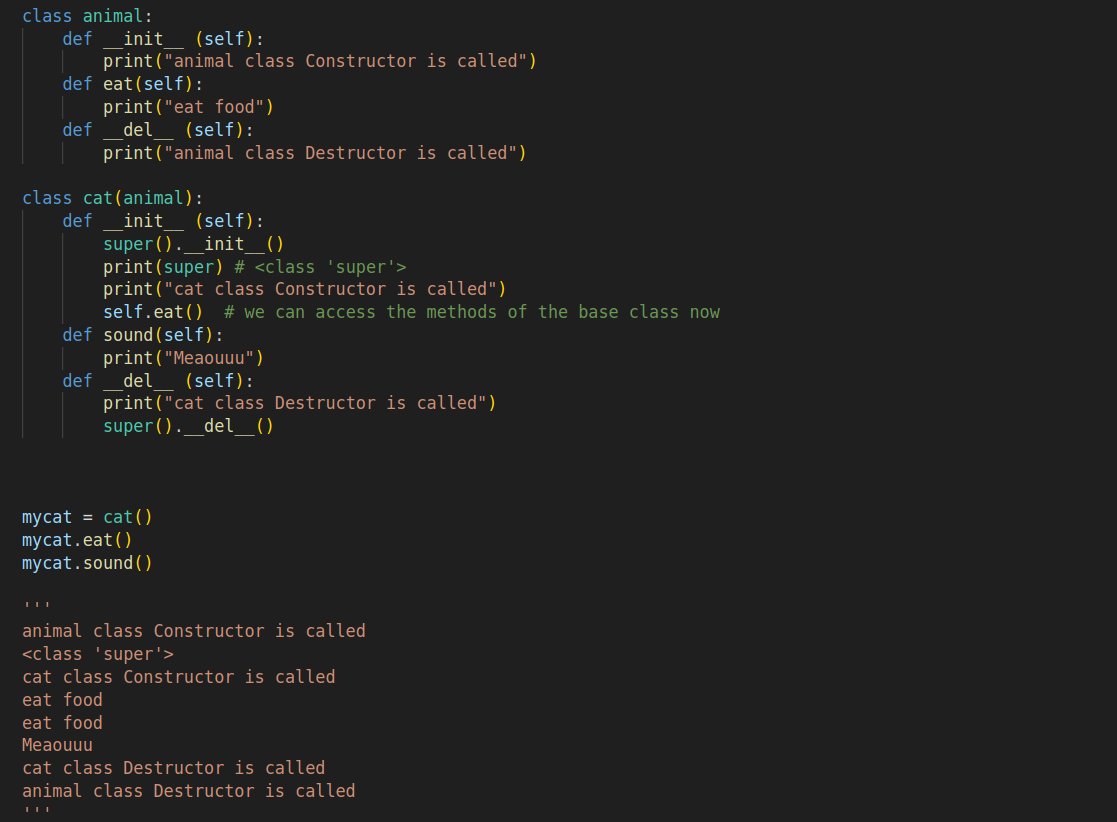 class animal:
    def __init__ (self):
        print("animal class Constructor is called")
    def eat(self):
        print("eat food")
    def __del__ (self):
        print("animal class Destructor is called")

class cat(animal):
    def __init__ (self):
        super().__init__()
        print(super) # <class 'super'>
        print("cat class Constructor is called")
        self.eat()  # we can access the methods of the base class now
    def sound(self):
        print("Meaouuu")
    def __del__ (self):
        print("cat class Destructor is called")
        super().__del__()

mycat = cat()
mycat.eat()
mycat.sound()

'''
animal class Constructor is called
<class 'super'>
cat class Constructor is called
eat food
eat food
Meaouuu
cat class Destructor is called
animal class Destructor is called
'''